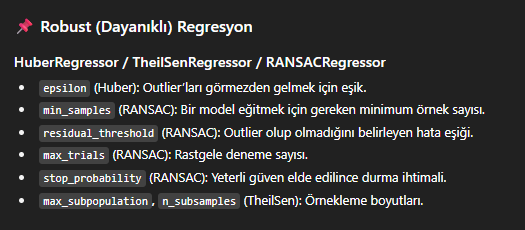 📌 Robust (Dayanıklı) Regresyon
HuberRegressor / TheilSenRegressor / RANSACRegressor
• epsilon (Huber): Outlier'ları görmezden gelmek için eşik.
• min_samples (RANSAC): Bir model eğitmek için gereken minimum örnek sayısı.
• residual_threshold (RANSAC): Outlier olup olmadığını belirleyen hata eşiği.
• max_trials (RANSAC): Rastgele deneme sayısı.
• stop_probability (RANSAC): Yeterli güven elde edilince durma ihtimali.
• max_subpopulation, n_subsamples (TheilSen): Örnekleme boyutları.